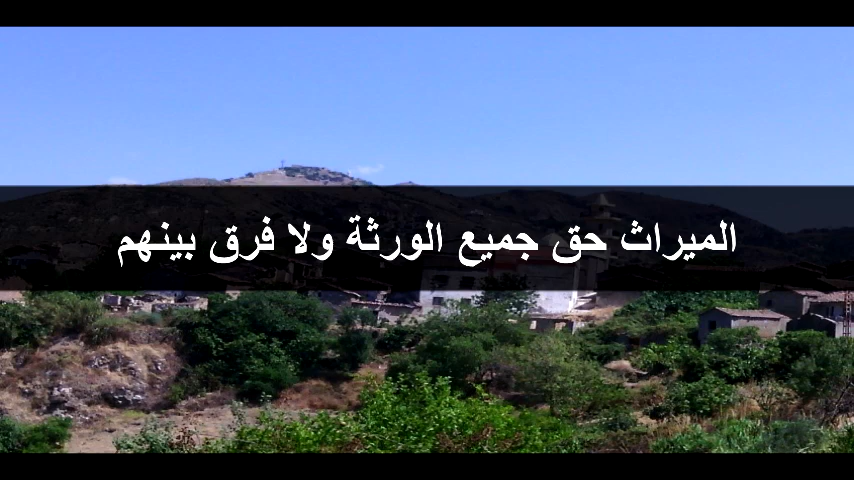 الميراث حق جميع الورثة ولا فرق بينهم